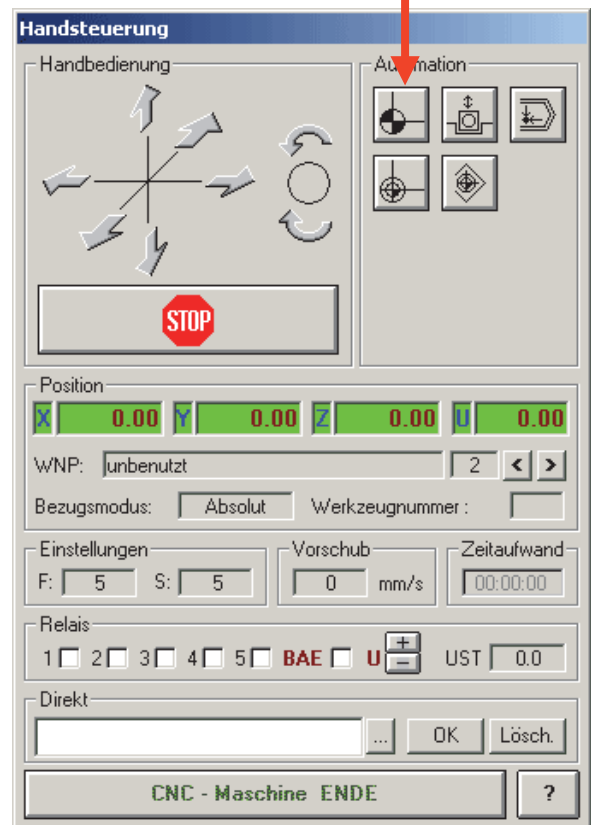 Handsteuerung
Handbedienung
Automation
STOP
Position
X 0.00 Y 0.00 Z 0.00 U 0.00
WNP: unbenutzt 2 < >
Bezugsmodus: Absolut Werkzeugnummer :
Einstellungen Vorschub Zeitaufwand
F: 5 S: 5 0 mm/s 00:00:00
Relais
1 2 3 4 5 BAE U + - UST 0.0
Direkt
... OK Lösch.
CNC - Maschine ENDE ?